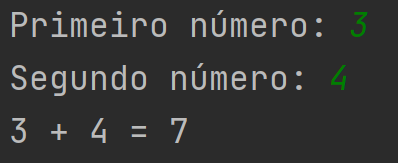 Primeiro número: 3
Segundo número: 4
3 + 4 = 7